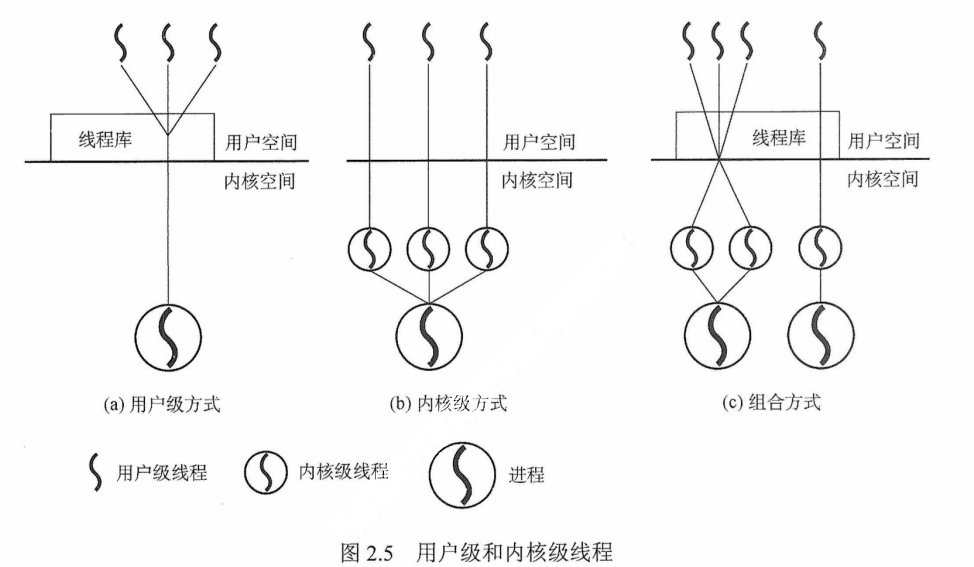 线程库 用户空间
内核空间
用户空间
内核空间
线程库 用户空间
内核空间
(a) 用户级方式
(b) 内核级方式
(c) 组合方式
用户级线程 内核级线程 进程
图 2.5 用户级和内核级线程